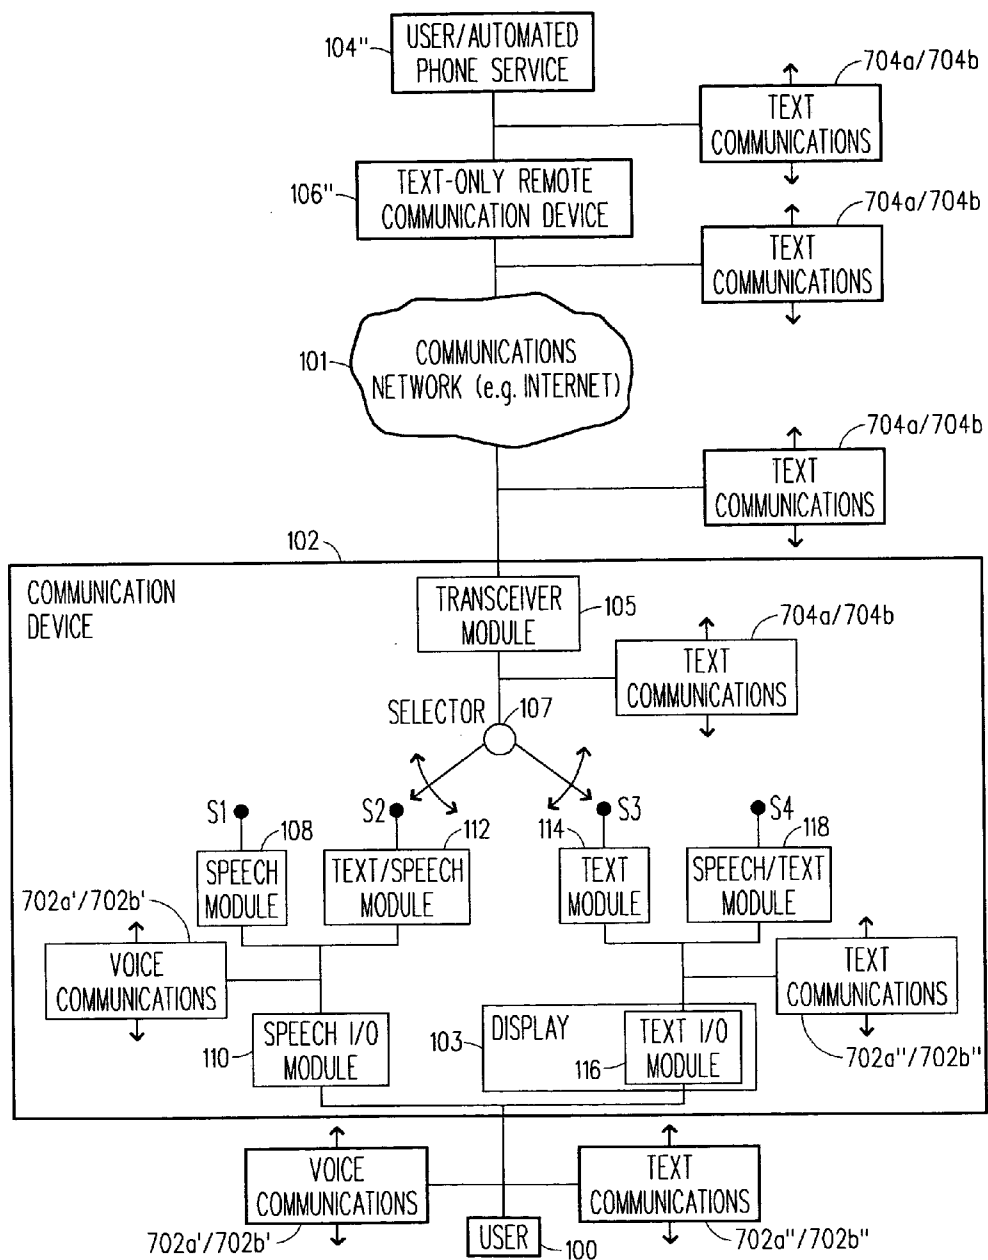 104"
USER/AUTOMATED
PHONE SERVICE
704a/704b
TEXT
COMMUNICATIONS
106"
TEXT-ONLY REMOTE
COMMUNICATION DEVICE
704a/704b
TEXT
COMMUNICATIONS
101
COMMUNICATIONS
NETWORK (e.g. INTERNET)
704a/704b
TEXT
COMMUNICATIONS
102
COMMUNICATION
DEVICE
TRANSCEIVER
MODULE
105
704a/704b
TEXT
COMMUNICATIONS
SELECTOR
107
S1
S2
S3
S4
108
112
114
118
SPEECH
MODULE
TEXT/SPEECH
MODULE
TEXT
MODULE
SPEECH/TEXT
MODULE
702a'/702b'
VOICE
COMMUNICATIONS
TEXT
COMMUNICATIONS
702a"/702b"
110
SPEECH I/O
MODULE
103
DISPLAY
116
TEXT I/O
MODULE
VOICE
COMMUNICATIONS
702a'/702b'
TEXT
COMMUNICATIONS
702a"/702b"
USER
100